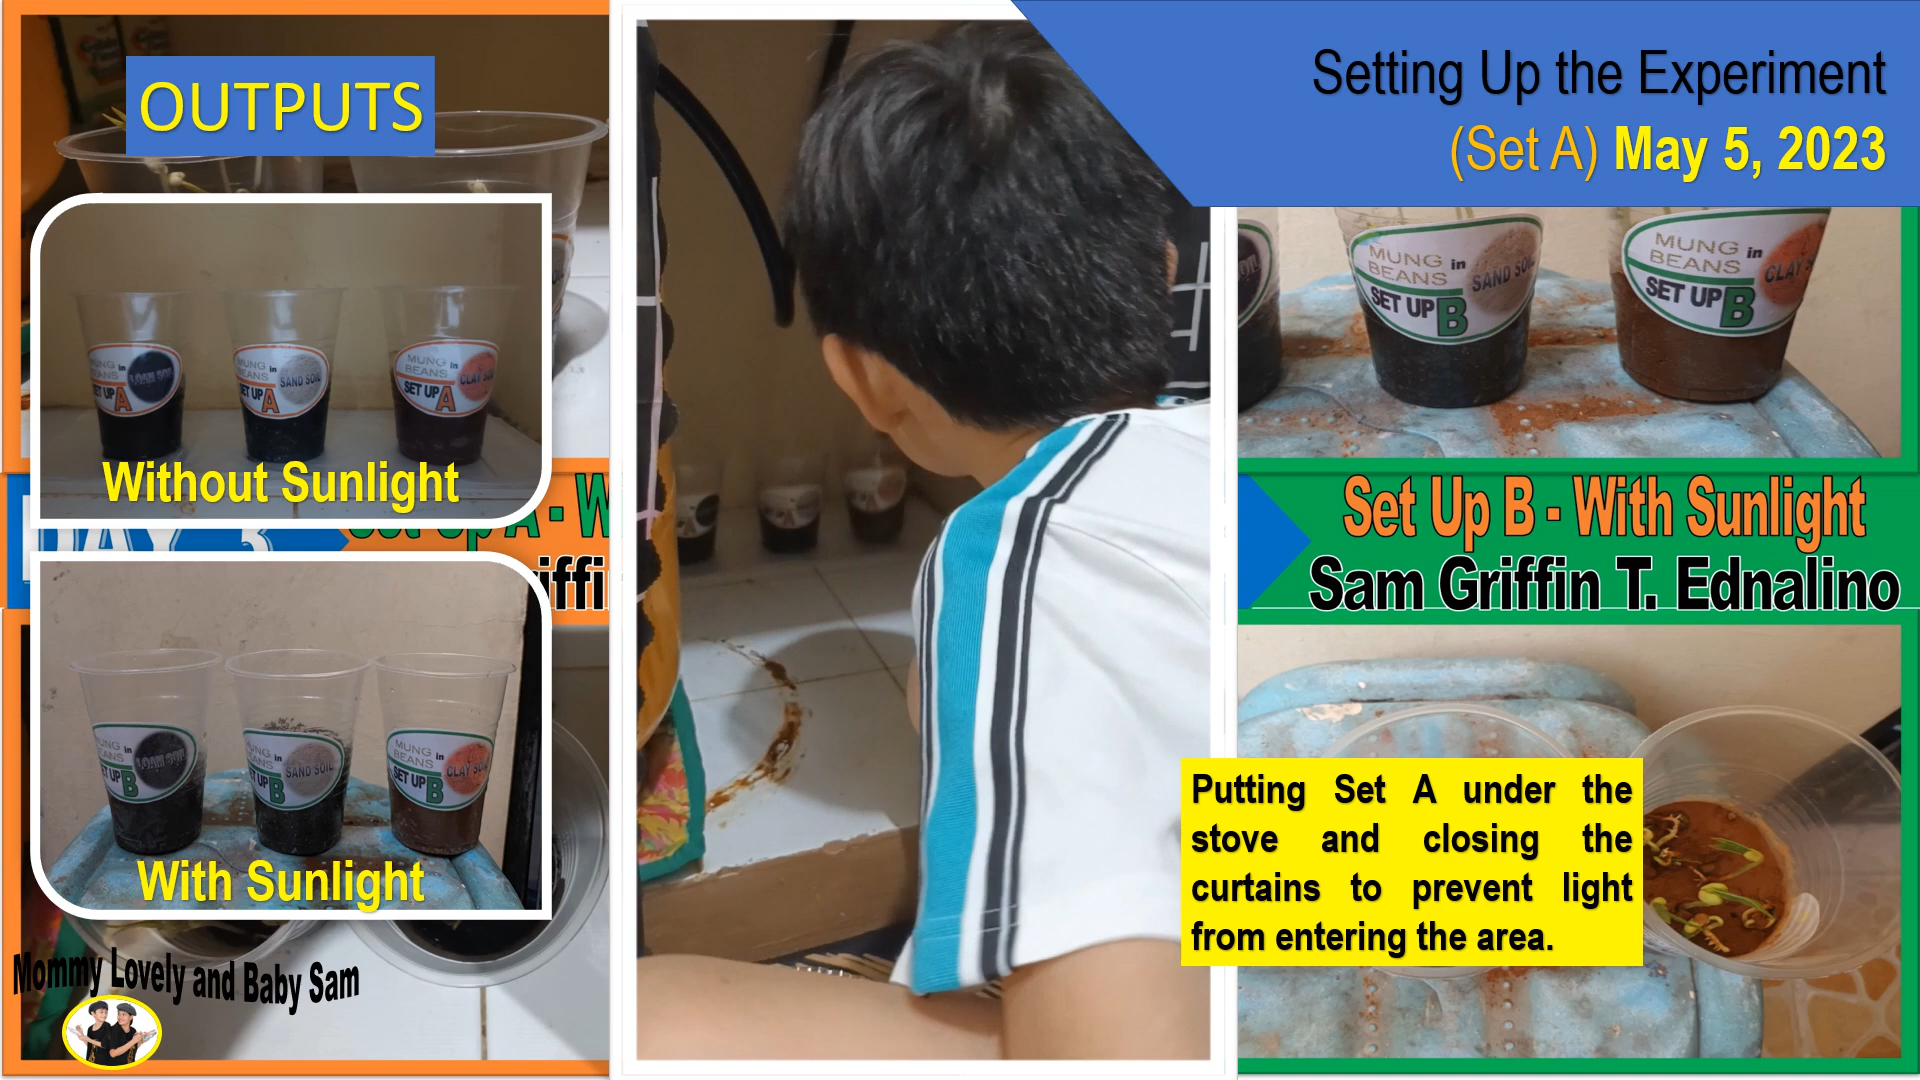 OUTPUTS
MUNG
BEANS in LOAM SOIL
SET UP A
MUNG
BEANS in SAND SOIL
SET UP A
MUNG
BEANS in CLAY SOIL
SET UP A
Without Sunlight
DAY 3
MUNG
BEANS in LOAM SOIL
SET UP B
MUNG
BEANS in SAND SOIL
SET UP B
MUNG
BEANS in CLAY SOIL
SET UP B
With Sunlight
Mommy Lovely and Baby Sam
Setting Up the Experiment
(Set A) May 5, 2023
MUNG
BEANS in SAND SOIL
SET UP B
MUNG
BEANS in CLAY
SET UP B
Set Up B - With Sunlight
Sam Griffin T. Ednalino
Putting Set A under the
stove and closing the
curtains to prevent light
from entering the area.